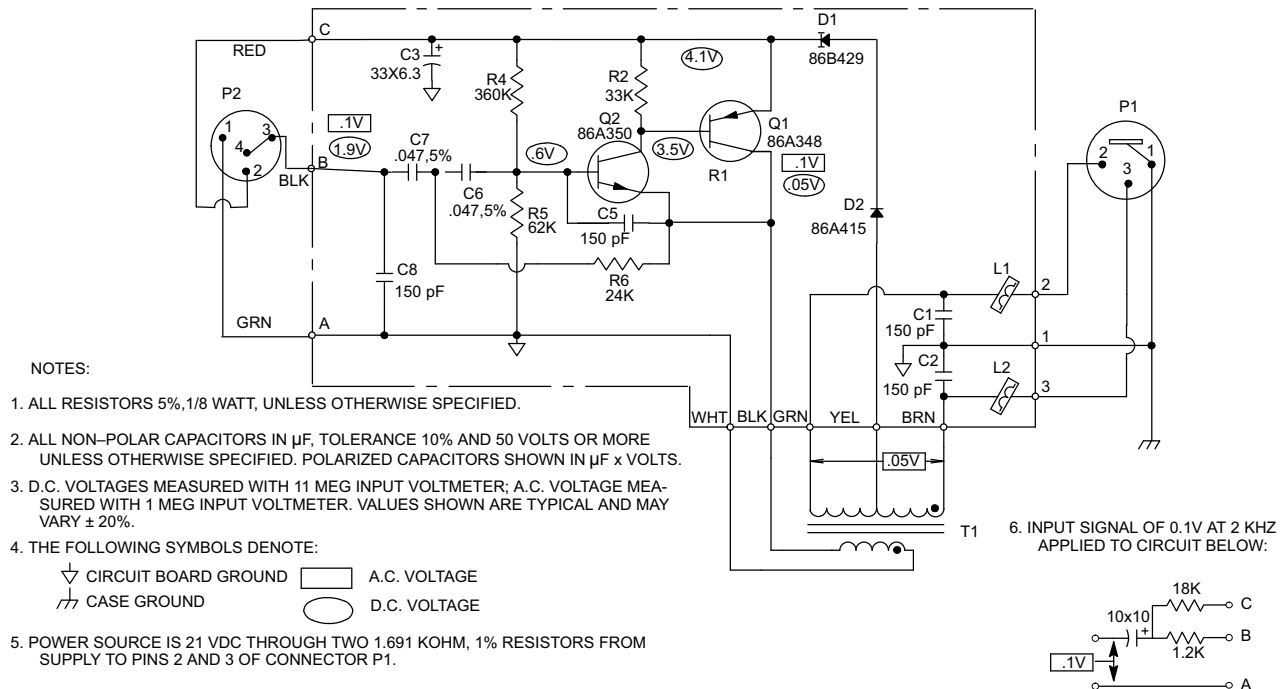 D1
C
RED
4.1V
86B429
C3
+
33X6.3
R4
360K
R2
33K
P2
P1
Q2
86A350
Q1
86A348
1
3
4
2
.1V
1.9V
C7
.047,5%
.6V
3.5V
R1
.1V
.05V
2
1
3
B
BLK
C6
.047,5%
D2
86A415
R5
62K
C5
150 pF
C8
150 pF
R6
24K
L1
2
GRN
A
C1
150 pF
1
C2
150 pF
L2
3
WHT BLK GRN YEL BRN
.05V
T1
NOTES:
1. ALL RESISTORS 5%,1/8 WATT, UNLESS OTHERWISE SPECIFIED.
2. ALL NON–POLAR CAPACITORS IN µF, TOLERANCE 10% AND 50 VOLTS OR MORE
UNLESS OTHERWISE SPECIFIED. POLARIZED CAPACITORS SHOWN IN µF x VOLTS.
3. D.C. VOLTAGES MEASURED WITH 11 MEG INPUT VOLTMETER; A.C. VOLTAGE MEA-
SURED WITH 1 MEG INPUT VOLTMETER. VALUES SHOWN ARE TYPICAL AND MAY
VARY ± 20%.
4. THE FOLLOWING SYMBOLS DENOTE:
CIRCUIT BOARD GROUND A.C. VOLTAGE
CASE GROUND D.C. VOLTAGE
5. POWER SOURCE IS 21 VDC THROUGH TWO 1.691 KOHM, 1% RESISTORS FROM
SUPPLY TO PINS 2 AND 3 OF CONNECTOR P1.
6. INPUT SIGNAL OF 0.1V AT 2 KHZ
APPLIED TO CIRCUIT BELOW:
18K
C
10x10
+
B
1.2K
.1V
A